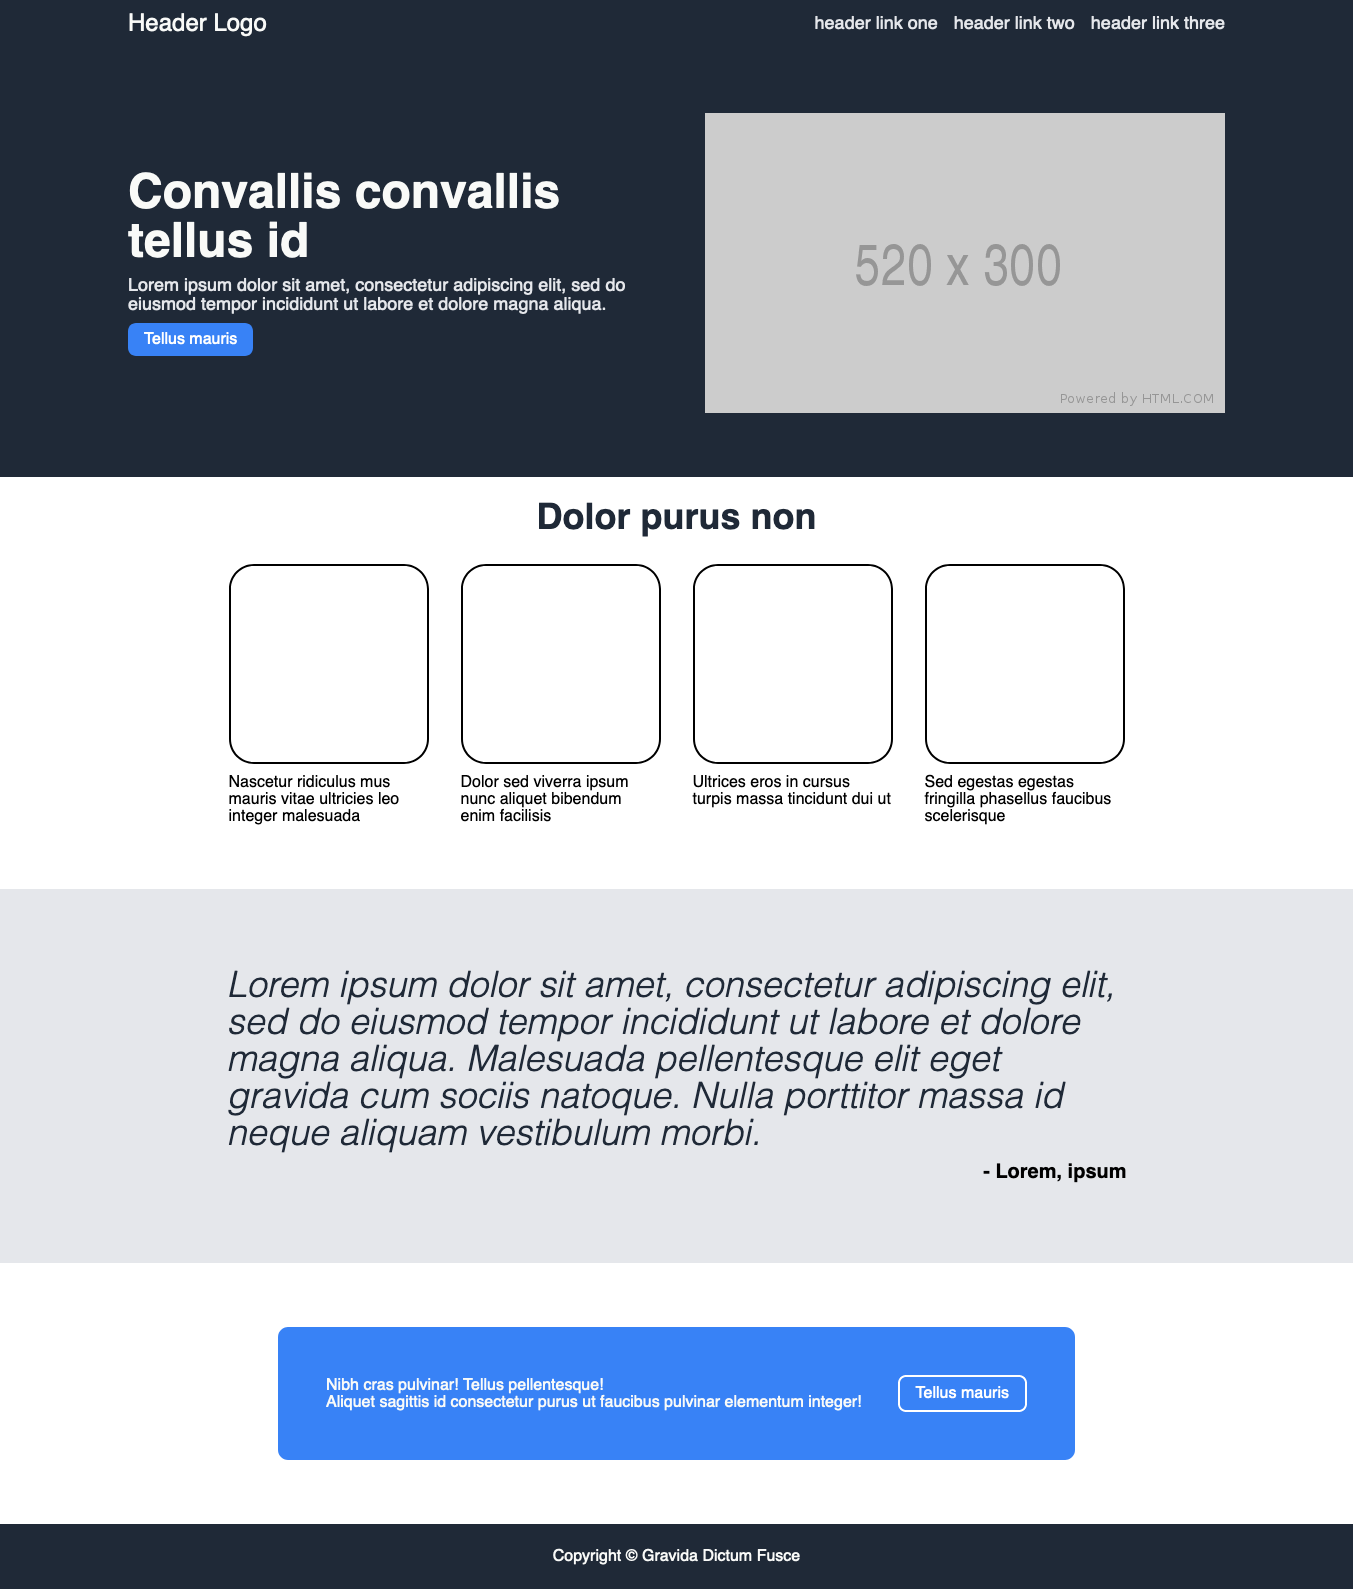 Header Logo
header link one
header link two
header link three
Convallis convallis
tellus id
Lorem ipsum dolor sit amet, consectetur adipiscing elit, sed do
eiusmod tempor incididunt ut labore et dolore magna aliqua.
Tellus mauris
520 x 300
Powered by HTML.COM
Dolor purus non
Nascetur ridiculus mus
mauris vitae ultricies leo
integer malesuada
Dolor sed viverra ipsum
nunc aliquet bibendum
enim facilisis
Ultrices eros in cursus
turpis massa tincidunt dui ut
Sed egestas egestas
fringilla phasellus faucibus
scelerisque
Lorem ipsum dolor sit amet, consectetur adipiscing elit,
sed do eiusmod tempor incididunt ut labore et dolore
magna aliqua. Malesuada pellentesque elit eget
gravida cum sociis natoque. Nulla porttitor massa id
neque aliquam vestibulum morbi.
- Lorem, ipsum
Nibh cras pulvinar! Tellus pellentesque!
Aliquet sagittis id consectetur purus ut faucibus pulvinar elementum integer!
Tellus mauris
Copyright © Gravida Dictum Fusce